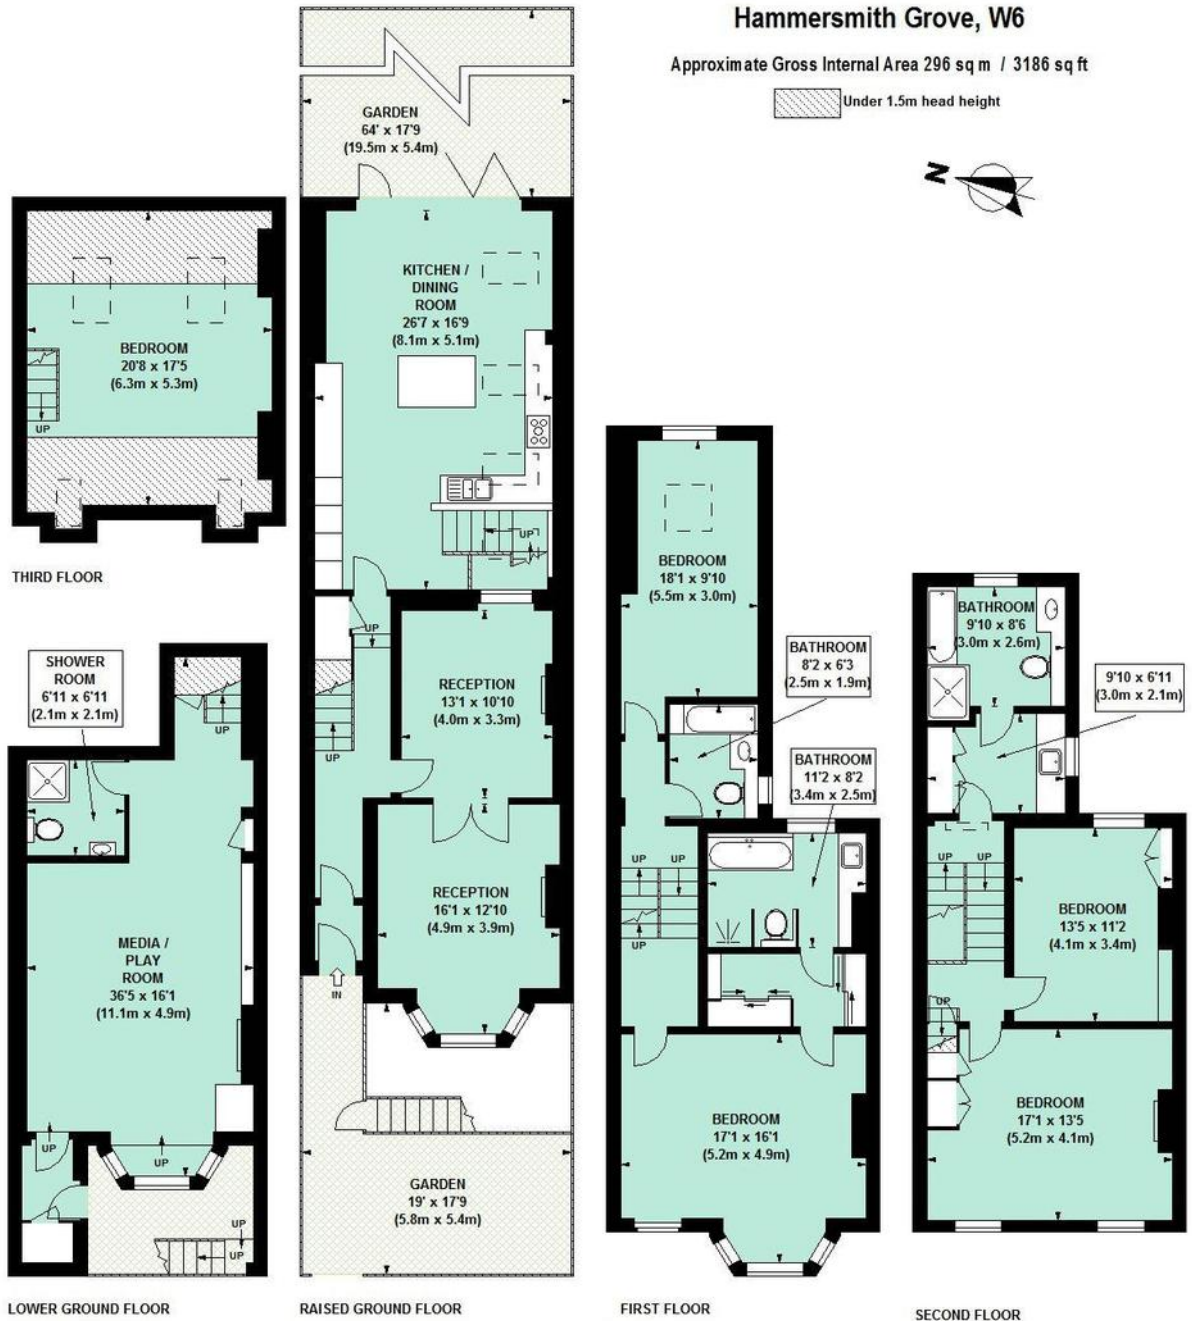 Hammersmith Grove, W6
Approximate Gross Internal Area 296 sq m / 3186 sq ft
Under 1.5m head height
N
BEDROOM
20'8 x 17'5
(6.3m x 5.3m)
UP
THIRD FLOOR
SHOWER
ROOM
6'11 x 6'11
(2.1m x 2.1m)
UP
MEDIA /
PLAY
ROOM
36'5 x 16'1
(11.1m x 4.9m)
UP
UP
UP
UP
LOWER GROUND FLOOR
GARDEN
64' x 17'9
(19.5m x 5.4m)
KITCHEN /
DINING
ROOM
26'7 x 16'9
(8.1m x 5.1m)
UP
UP
RECEPTION
13'1 x 10'10
(4.0m x 3.3m)
UP
RECEPTION
16'1 x 12'10
(4.9m x 3.9m)
IN
GARDEN
19' x 17'9
(5.8m x 5.4m)
RAISED GROUND FLOOR
BEDROOM
18'1 x 9'10
(5.5m x 3.0m)
BATHROOM
8'2 x 6'3
(2.5m x 1.9m)
BATHROOM
11'2 x 8'2
(3.4m x 2.5m)
UP
UP
UP
BEDROOM
17'1 x 16'1
(5.2m x 4.9m)
FIRST FLOOR
BATHROOM
9'10 x 8'6
(3.0m x 2.6m)
9'10 x 6'11
(3.0m x 2.1m)
UP
UP
BEDROOM
13'5 x 11'2
(4.1m x 3.4m)
UP
BEDROOM
17'1 x 13'5
(5.2m x 4.1m)
SECOND FLOOR